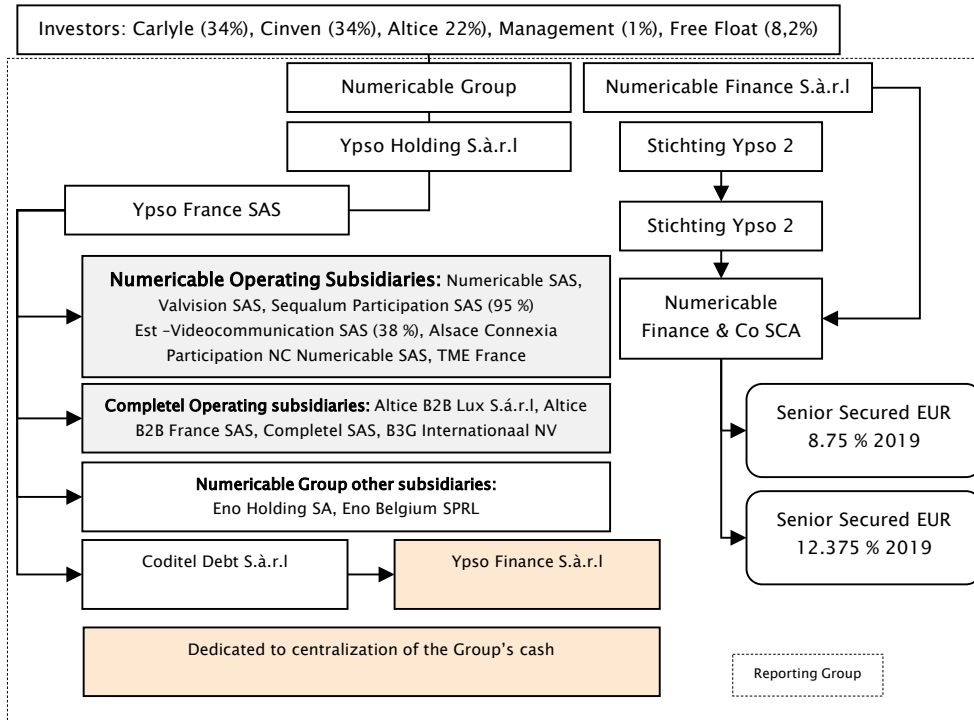 Investors: Carlyle (34%), Cinven (34%), Altice 22%), Management (1%), Free Float (8,2%)
Numericable Group
Numericable Finance S.à.r.l
Ypso Holding S.à.r.l
Stichting Ypso 2
Ypso France SAS
Stichting Ypso 2
Numericable Operating Subsidiaries: Numericable SAS,
Valvision SAS, Sequalum Participation SAS (95 %)
Est –Videocommunication SAS (38 %), Alsace Connexia
Participation NC Numericable SAS, TME France
Numericable
Finance & Co SCA
Completel Operating subsidiaries: Altice B2B Lux S.á.r.l, Altice
B2B France SAS, Completel SAS, B3G Internationaal NV
Senior Secured EUR
8.75 % 2019
Numericable Group other subsidiaries:
Eno Holding SA, Eno Belgium SPRL
Senior Secured EUR
12.375 % 2019
Coditel Debt S.à.r.l
Ypso Finance S.à.r.l
Dedicated to centralization of the Group’s cash
Reporting Group